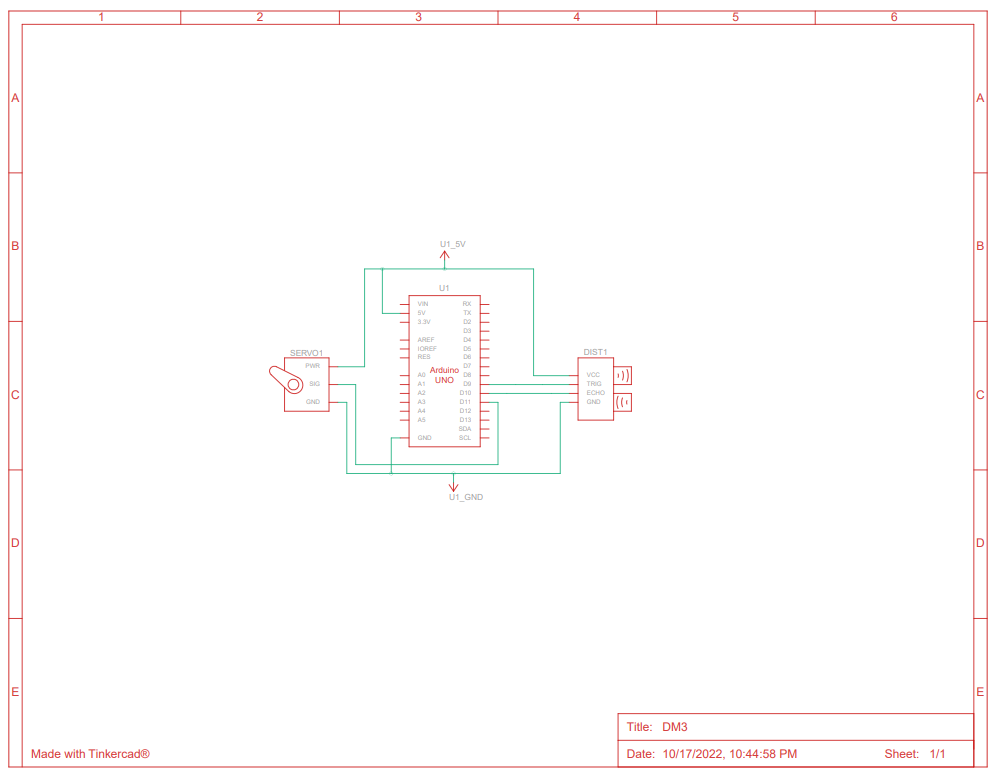 1 2 3 4 5 6
A A
B B
C C
D D
E E
U1_5V
U1
VIN RX
5V TX
3.3V D2
D3
AREF D4
IOREF D5
RES D6
D7
A0 D8
A1 D9
A2 D10
A3 D11
A4 D12
A5 D13
SDA
GND SCL
Arduino
UNO
SERVO1
PWR
SIG
GND
DIST1
VCC
TRIG
ECHO
GND
U1_GND
Title: DM3
Made with Tinkercad®
Date: 10/17/2022, 10:44:58 PM Sheet: 1/1